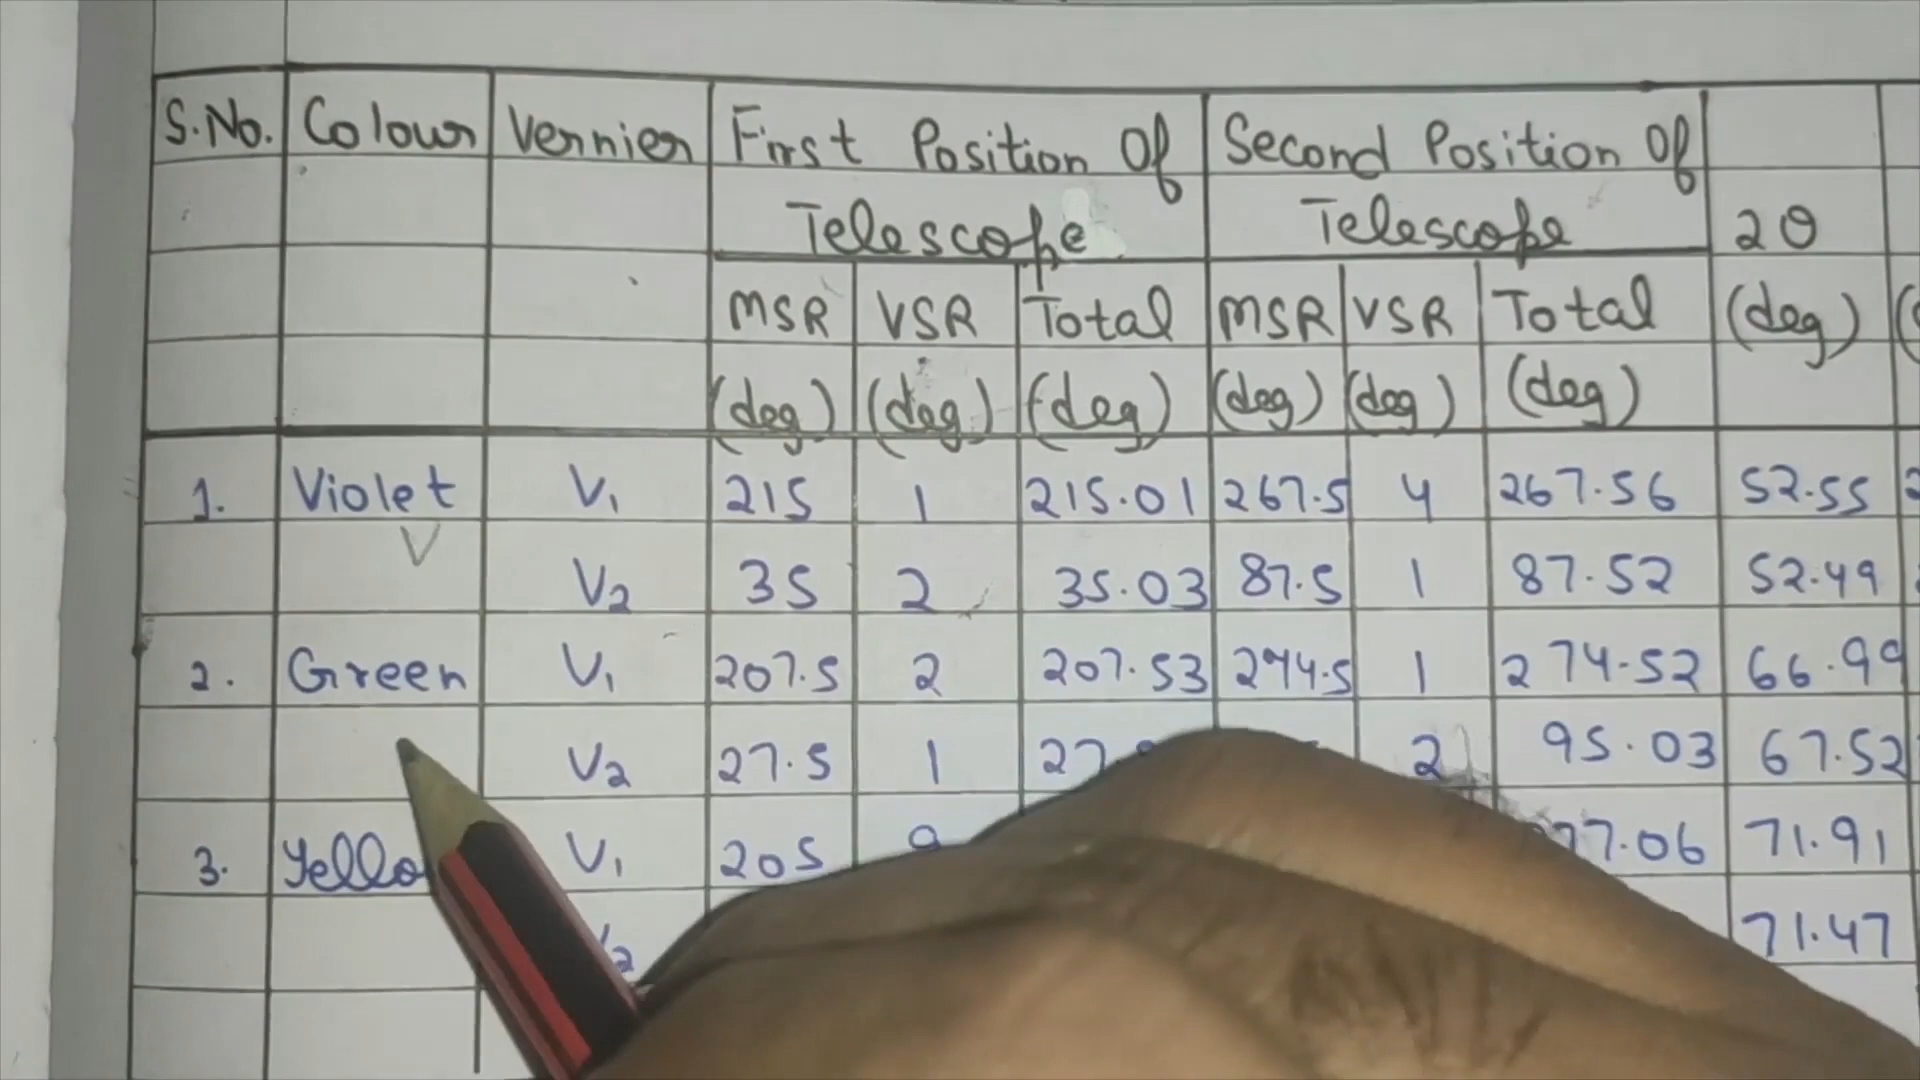 S.No. Colour Vernier First Position Of Second Position Of
Telescope Telescope 2θ
MSR VSR Total MSR VSR Total (deg)
(deg) (deg) (deg) (deg) (deg) (deg)
1. Violet V1 215 1 215.01 267.5 4 267.56 52.55
V
V2 35 2 35.03 87.5 1 87.52 52.49
2. Green V1 207.5 2 207.53 274.5 1 274.52 66.99
V2 27.5 1 27. 2 95.03 67.52
3. Yello V1 205 77.06 71.91
71.47